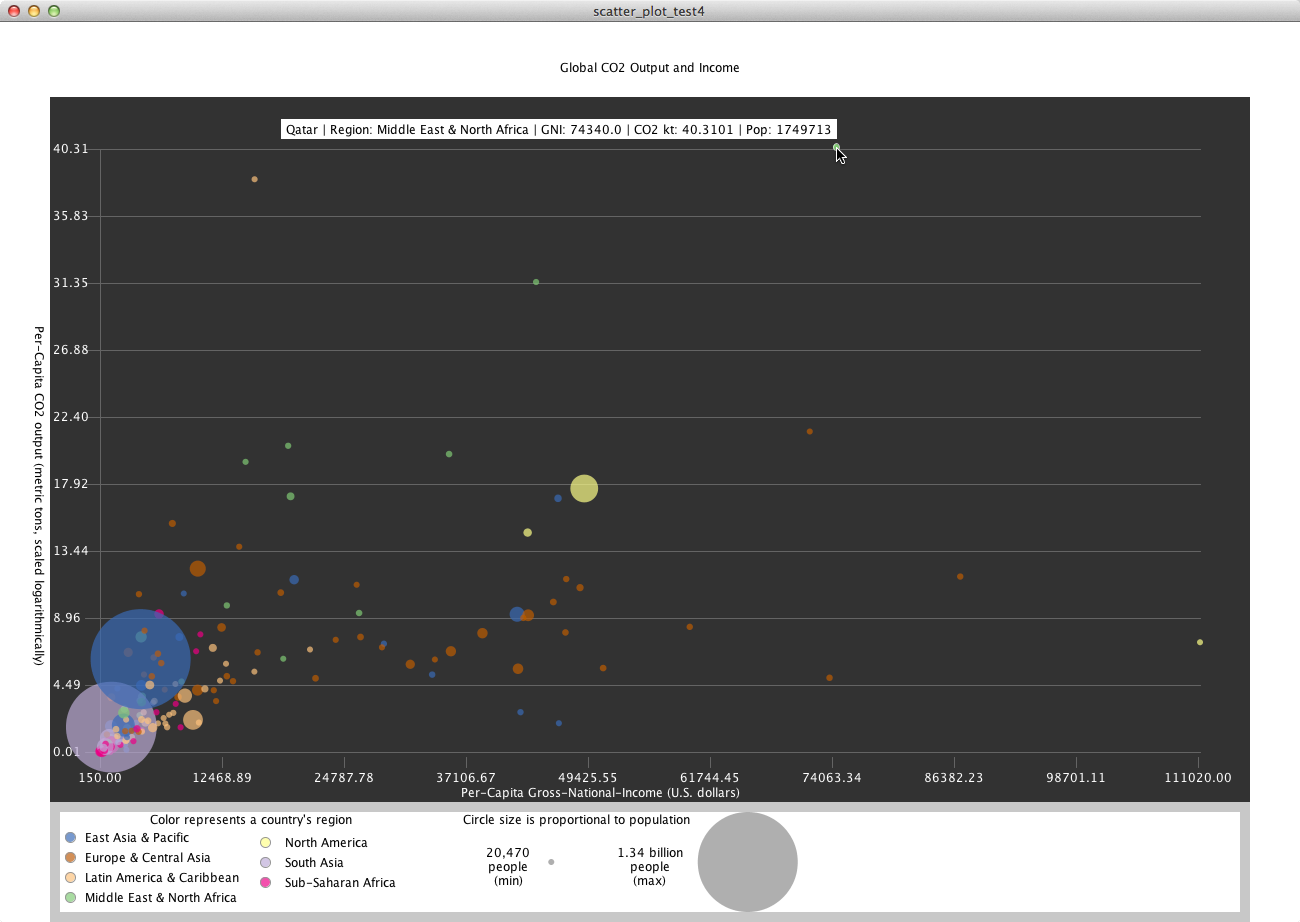 scatter_plot_test4
Global CO2 Output and Income
Qatar | Region: Middle East & North Africa | GNI: 74340.0 | CO2 kt: 40.3101 | Pop: 1749713
40.31
35.83
31.35
26.88
22.40
17.92
13.44
8.96
4.49
0.01
Per-Capita CO2 output (metric tons, scaled logarithmically)
150.00 12468.89 24787.78 37106.67 49425.55 61744.45 74063.34 86382.23 98701.11 111020.00
Per-Capita Gross-National-Income (U.S. dollars)
Color represents a country's region
East Asia & Pacific
Europe & Central Asia
Latin America & Caribbean
Middle East & North Africa
North America
South Asia
Sub-Saharan Africa
Circle size is proportional to population
20,470
people
(min)
1.34 billion
people
(max)